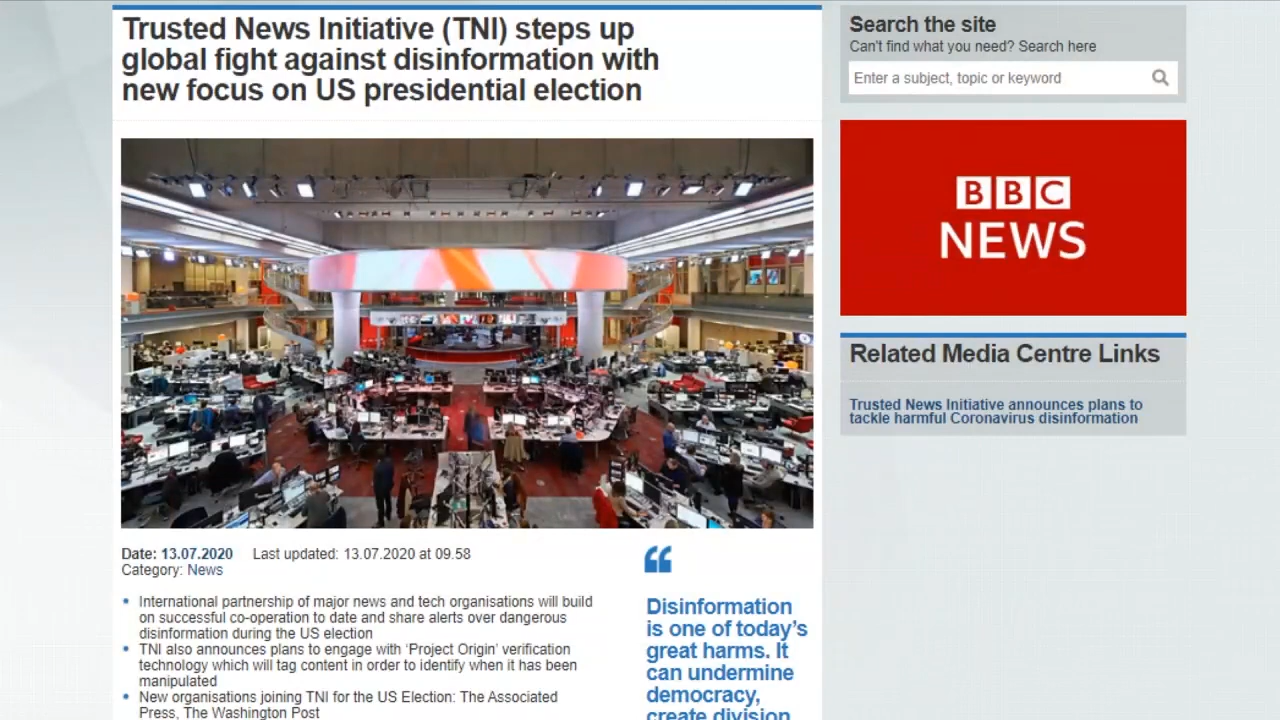 Trusted News Initiative (TNI) steps up
global fight against disinformation with
new focus on US presidential election
Date: 13.07.2020 Last updated: 13.07.2020 at 09.58
Category: News
International partnership of major news and tech organisations will build
on successful co-operation to date and share alerts over dangerous
disinformation during the US election
TNI also announces plans to engage with ‘Project Origin’ verification
technology which will tag content in order to identify when it has been
manipulated
New organisations joining TNI for the US Election: The Associated
Press, The Washington Post
“
Disinformation
is one of today’s
great harms. It
can undermine
democracy,
create division
Search the site
Can't find what you need? Search here
Enter a subject, topic or keyword
BBC
NEWS
Related Media Centre Links
Trusted News Initiative announces plans to
tackle harmful Coronavirus disinformation